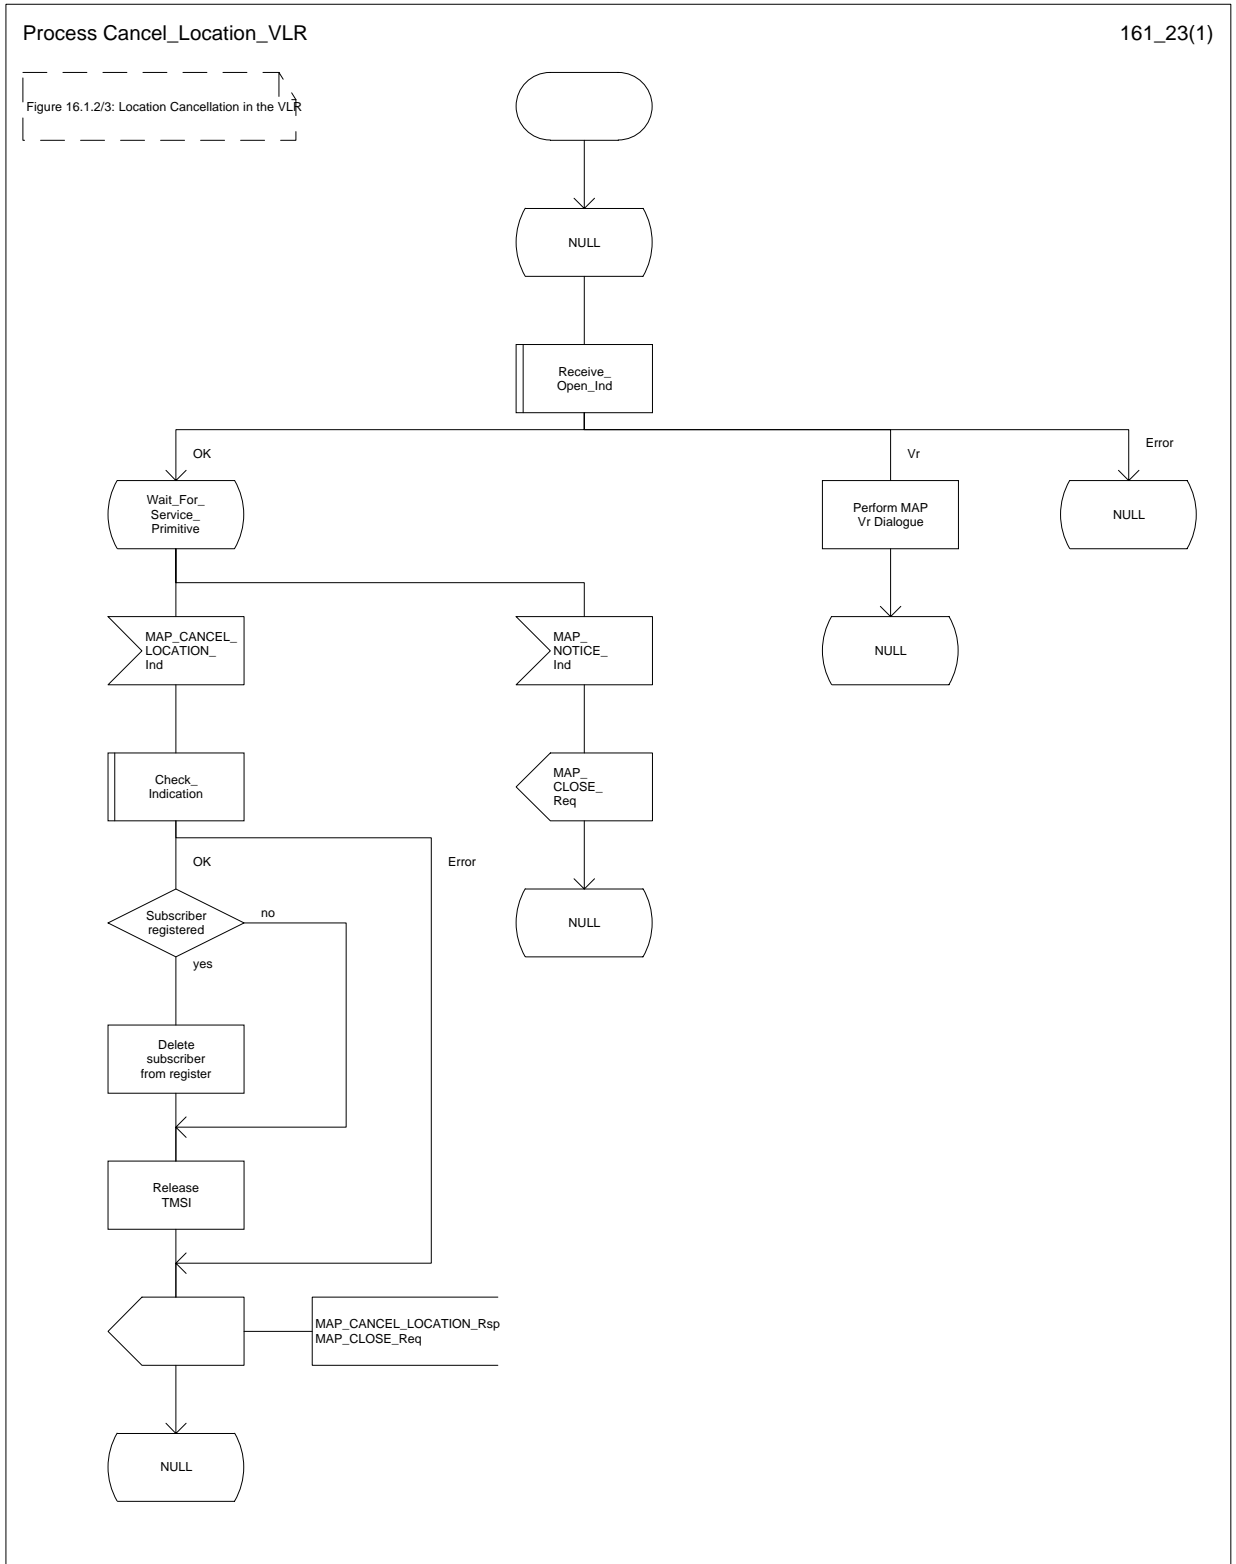 Process Cancel_Location_VLR
161_23(1)
Figure 16.1.2/3: Location Cancellation in the VLR
NULL
Receive_
Open_Ind
OK
Vr
Error
Wait_For_
Service_
Primitive
Perform MAP
Vr Dialogue
NULL
MAP_CANCEL_
LOCATION_
Ind
MAP_
NOTICE_
Ind
NULL
Check_
Indication
MAP_
CLOSE_
Req
OK
Error
Subscriber
registered
no
yes
NULL
Delete
subscriber
from register
Release
TMSI
MAP_CANCEL_LOCATION_Rsp
MAP_CLOSE_Req
NULL